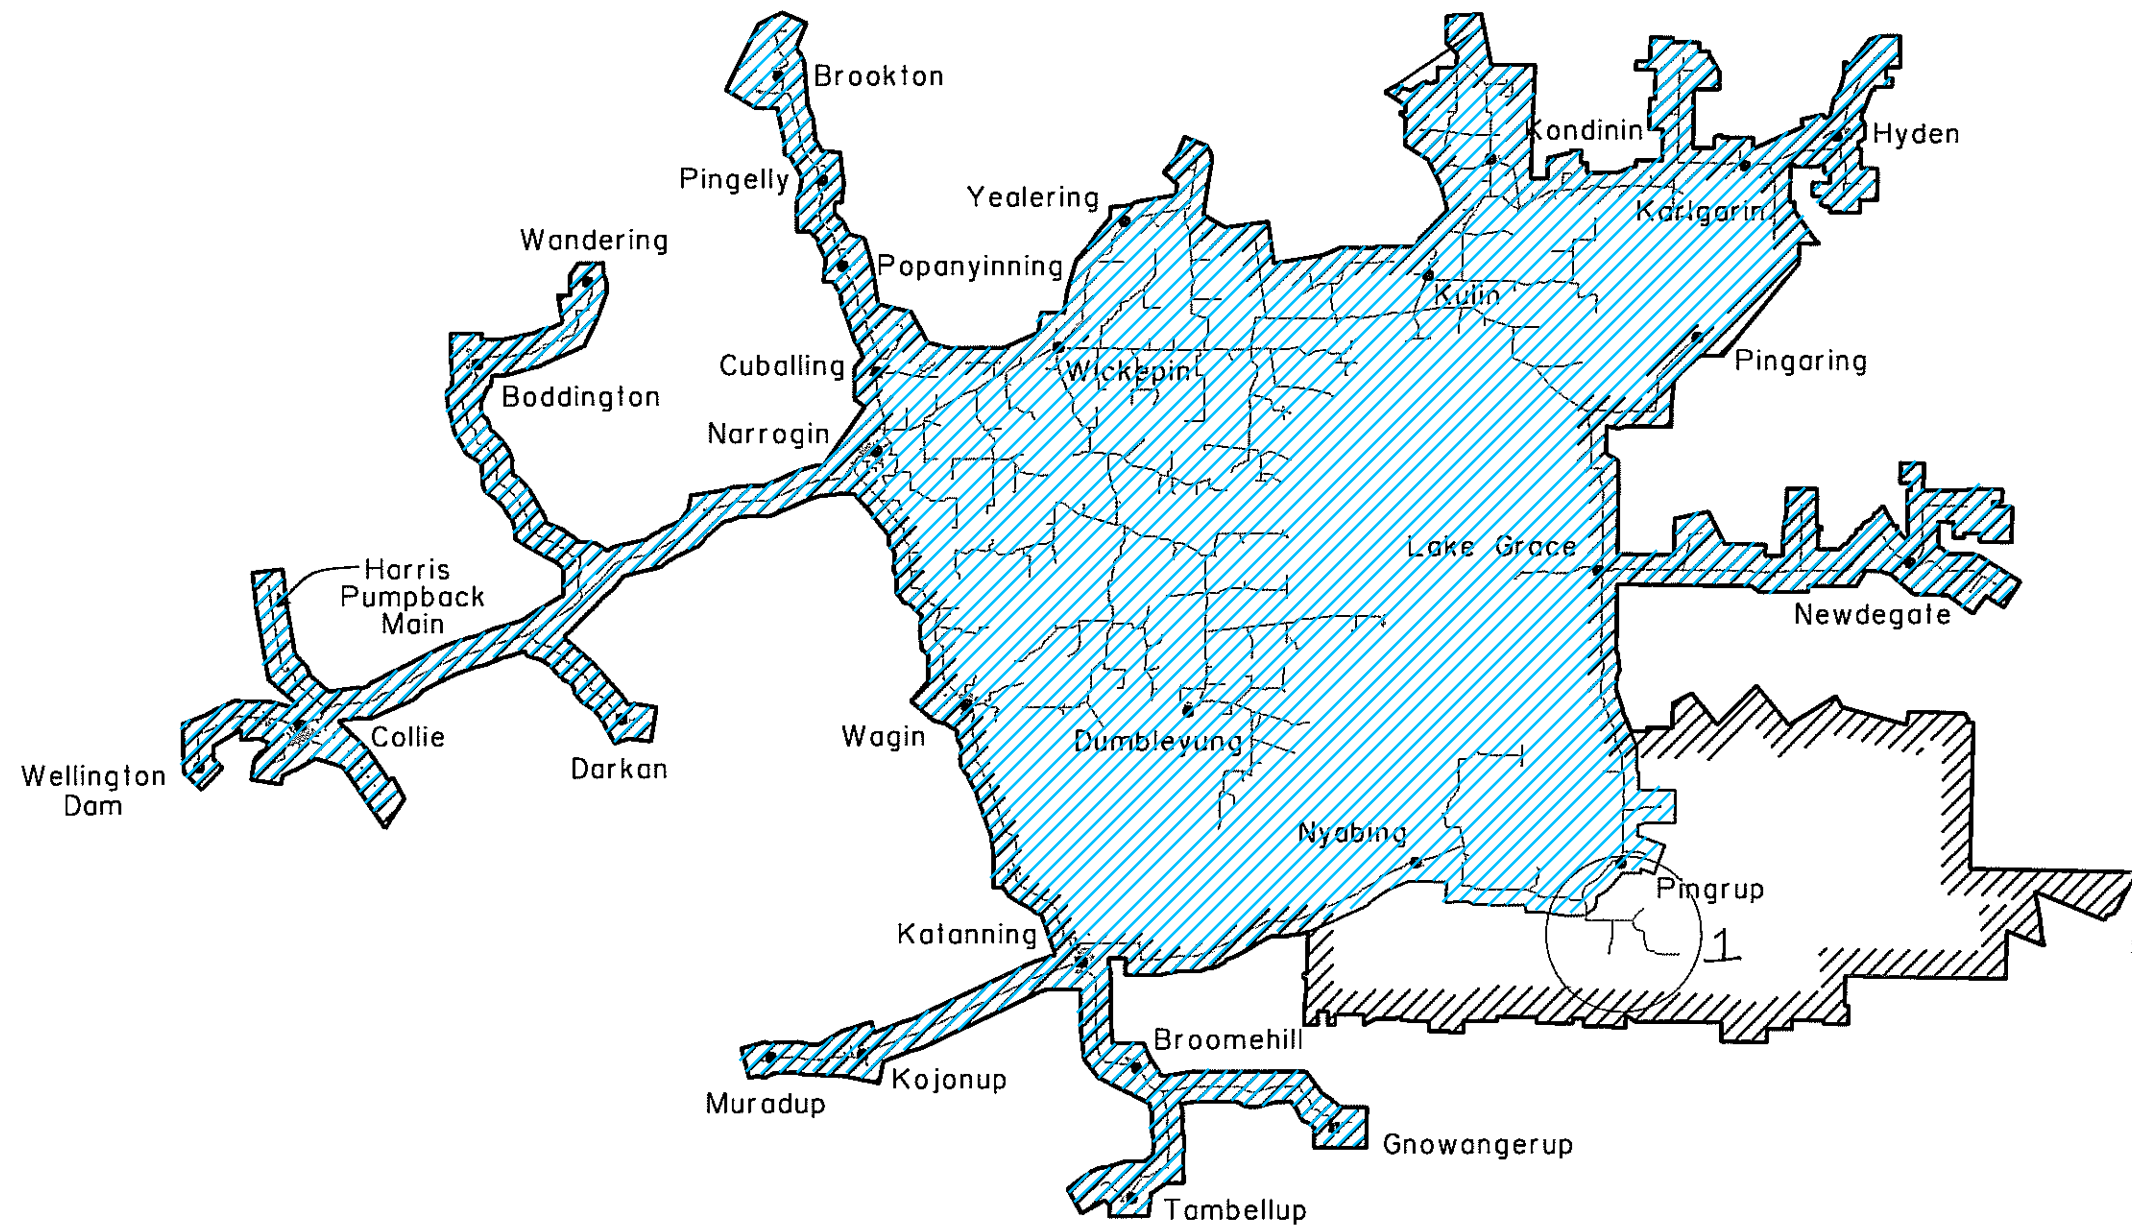 Brookton
Kondinin
Hyden
Pingelly
Yealering
Karlgarin
Wandering
Popanyinning
Kulin
Cuballing
Wickepin
Pingaring
Boddington
Narrogin
Lake Grace
Harris
Pumpback
Main
Newdegate
Wagin
Collie
Dumbleyung
Darkan
Wellington
Dam
Nyabing
Pingrup
Katanning
1
Broomehill
Kojonup
Muradup
Gnowangerup
Tambellup